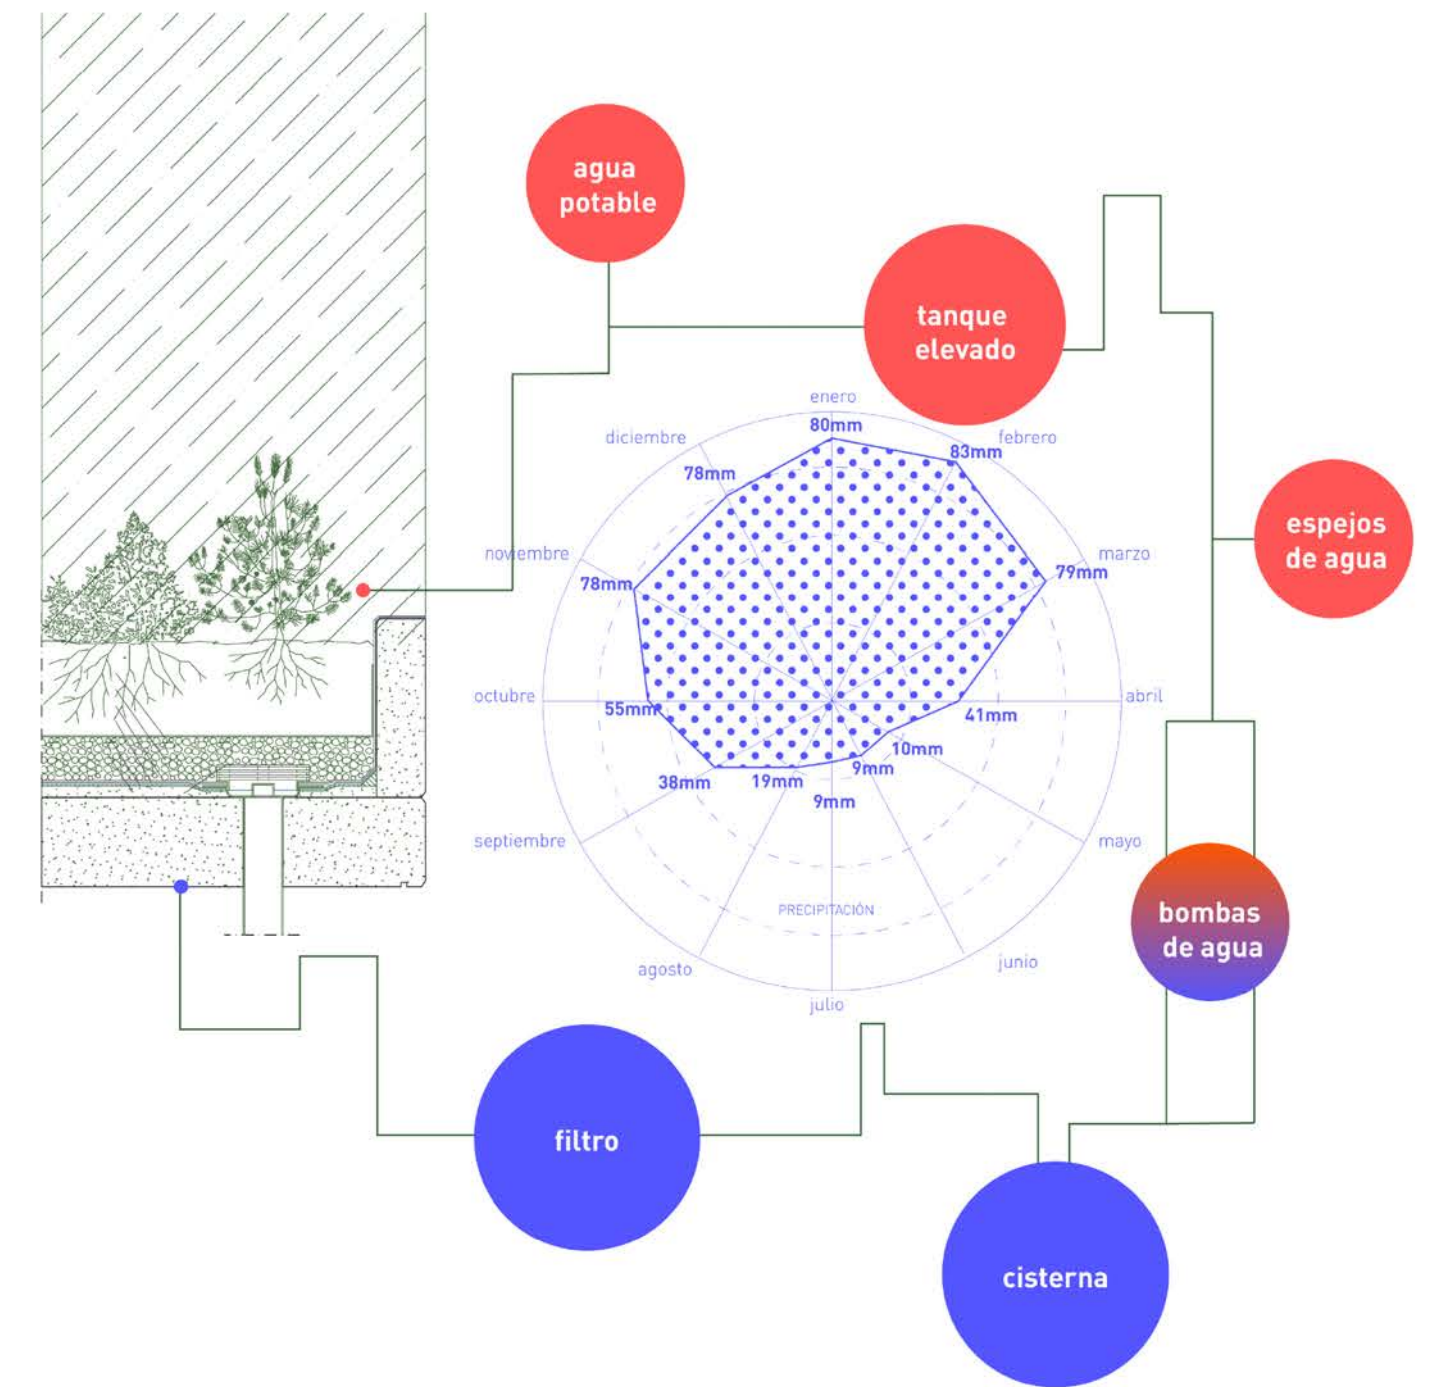 agua
potable
tanque
elevado
enero
80mm
diciembre
febrero
78mm
83mm
espejos
de agua
noviembre
marzo
78mm
79mm
octubre
abril
55mm
41mm
10mm
9mm
38mm
19mm
9mm
septiembre
mayo
PRECIPITACIÓN
bombas
de agua
agosto
junio
julio
filtro
cisterna